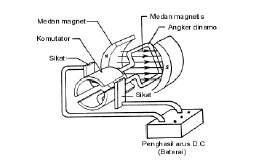 Medan magnetis
Medan magnet
Angker dinamo
Komutator
Sikat
Sikat
Penghasil arus D.C.
(Baterai)